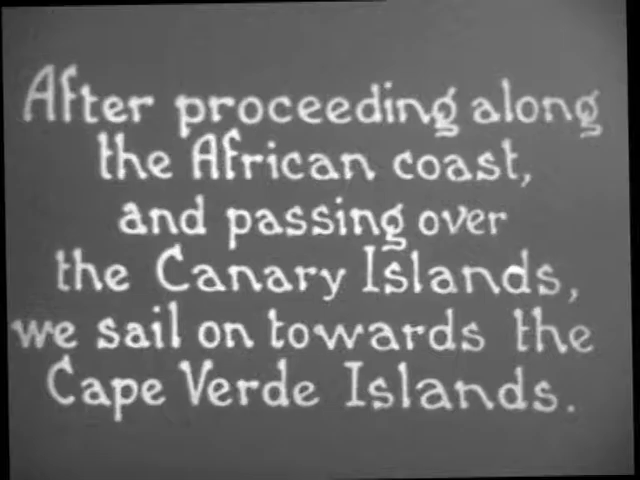 After proceeding along
the African coast,
and passing over
the Canary Islands,
we sail on towards the
Cape Verde Islands.